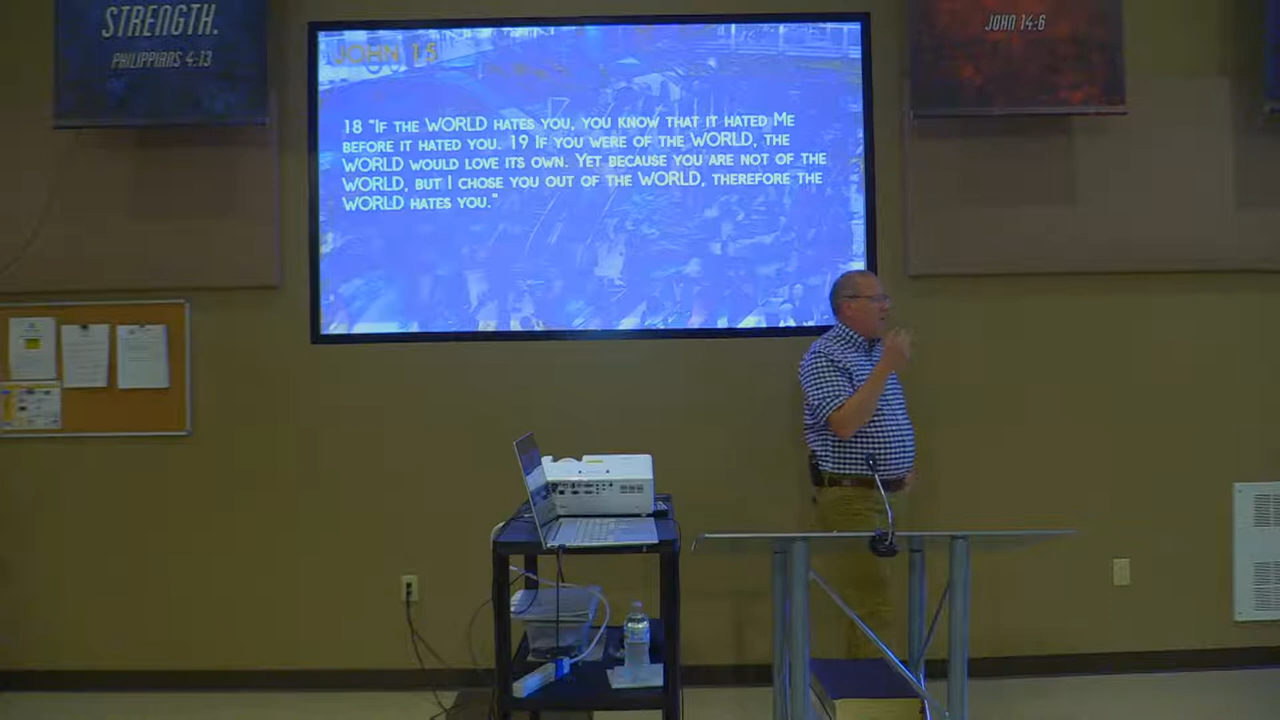 STRENGTH.
PHILIPPIANS 4:13
JOHN 14:6
JOHN 15
18 "IF THE WORLD HATES YOU, YOU KNOW THAT IT HATED ME
BEFORE IT HATED YOU. 19 IF YOU WERE OF THE WORLD, THE
WORLD WOULD LOVE ITS OWN. YET BECAUSE YOU ARE NOT OF THE
WORLD, BUT I CHOSE YOU OUT OF THE WORLD, THEREFORE THE
WORLD HATES YOU."